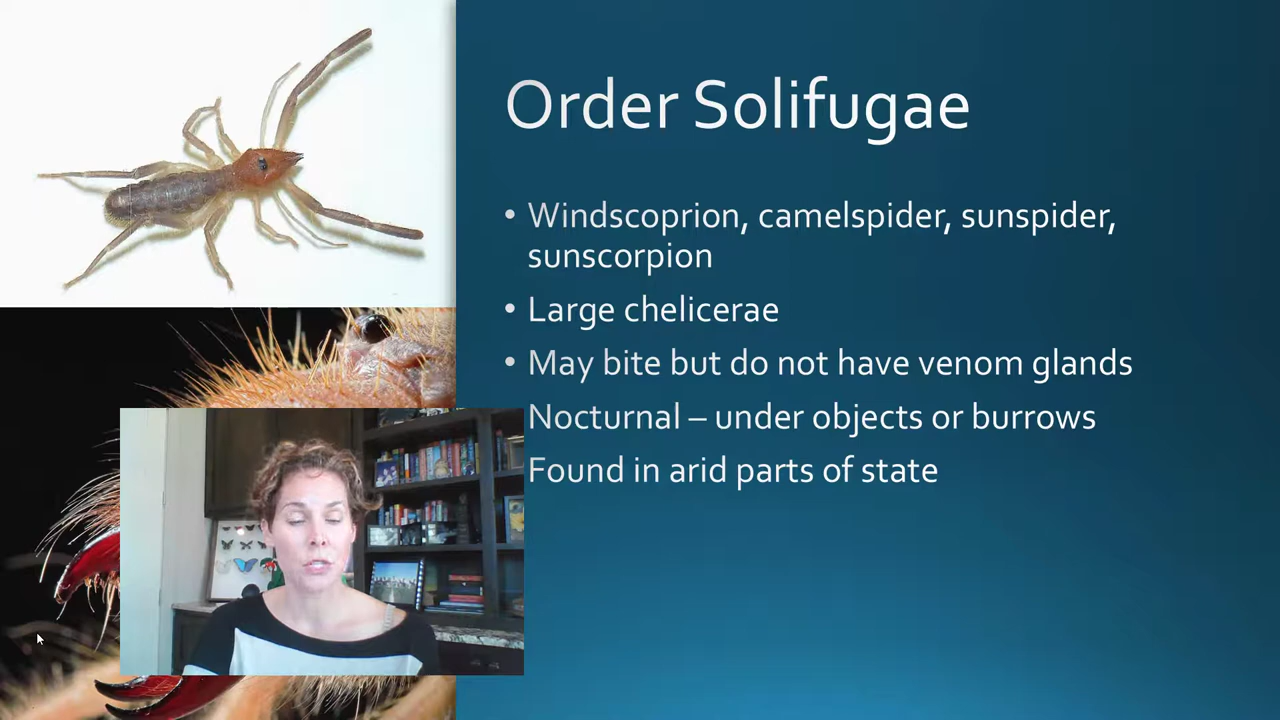 Order Solifugae
• Windscoprion, camelspider, sunspider,
sunscorpion
• Large chelicerae
• May bite but do not have venom glands
Nocturnal – under objects or burrows
Found in arid parts of state